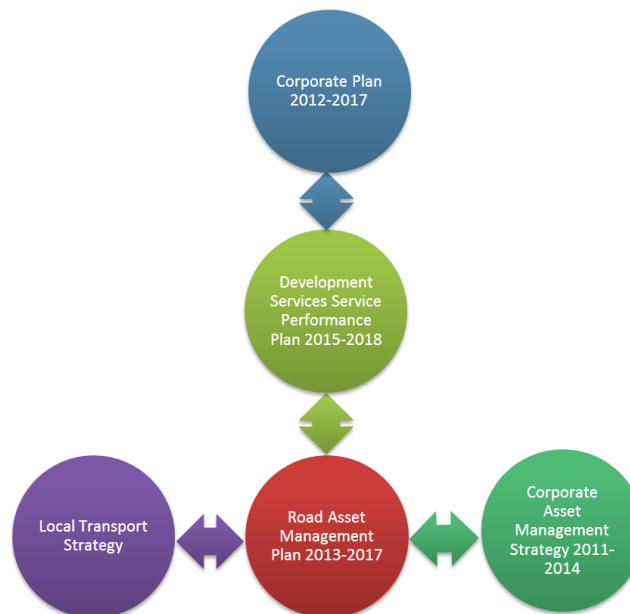 Corporate Plan
2012-2017
Development
Services Service
Performance
Plan 2015-2018
Local Transport
Strategy
Road Asset
Management
Plan 2013-2017
Corporate
Asset
Management
Strategy 2011-
2014